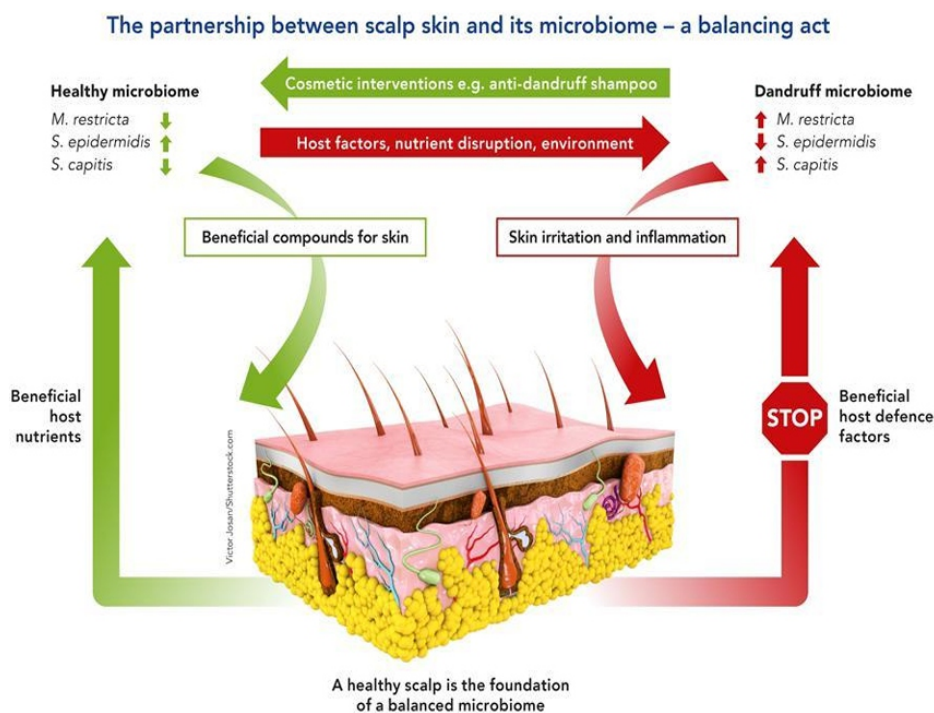 The partnership between scalp skin and its microbiome – a balancing act
Cosmetic interventions e.g. anti-dandruff shampoo
Healthy microbiome
M. restricta
S. epidermidis
S. capitis
Host factors, nutrient disruption, environment
Dandruff microbiome
M. restricta
S. epidermidis
S. capitis
Beneficial compounds for skin
Skin irritation and inflammation
Beneficial
host
nutrients
STOP
Beneficial
host defence
factors
Victor Josan/Shutterstock.com
A healthy scalp is the foundation
of a balanced microbiome